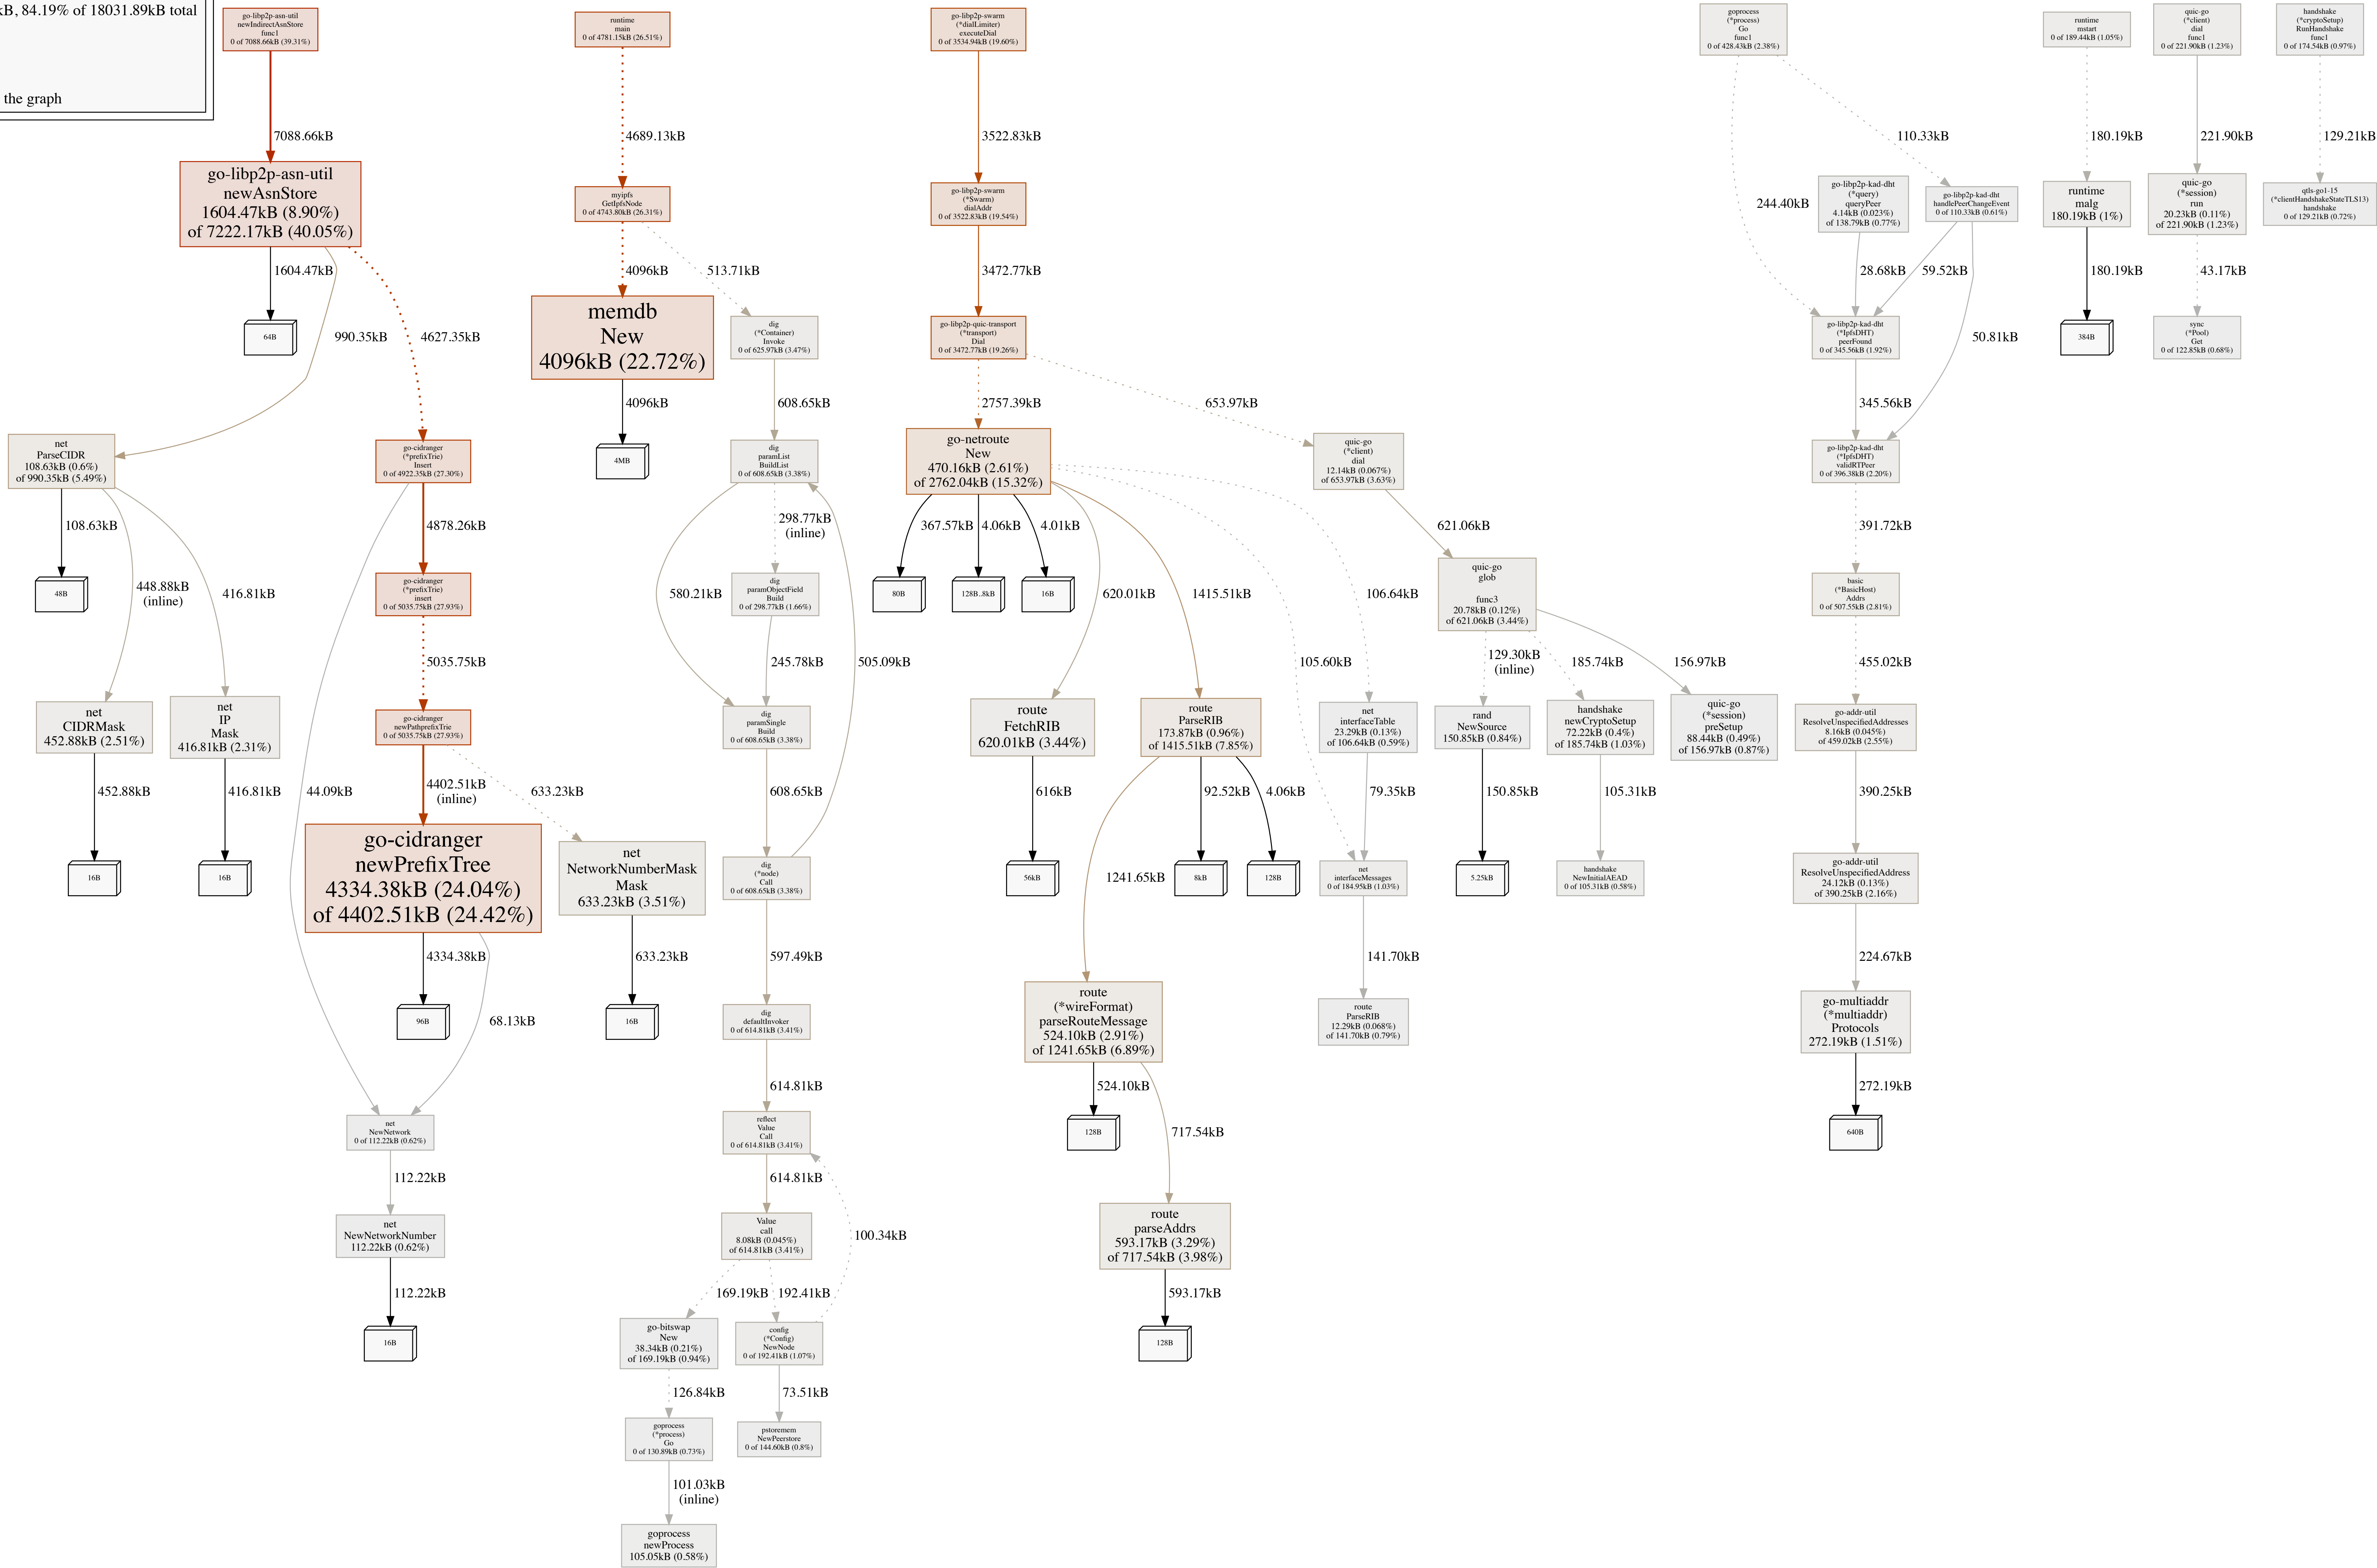 kB, 84.19% of 18031.89kB total
the graph
go-libp2p-asn-util
newIndirectAsnStore
func1
0 of 7088.66kB (39.31%)
7088.66kB
go-libp2p-asn-util
newAsnStore
1604.47kB (8.90%)
of 7222.17kB (40.05%)
1604.47kB
64B
990.35kB
4627.35kB
net
ParseCIDR
108.63kB (0.6%)
of 990.35kB (5.49%)
108.63kB
48B
448.88kB
(inline)
416.81kB
net
CIDRMask
452.88kB (2.51%)
452.88kB
16B
net
IP
Mask
416.81kB (2.31%)
416.81kB
16B
go-cidranger
(*prefixTrie)
Insert
0 of 4922.35kB (27.30%)
4878.26kB
go-cidranger
(*prefixTrie)
insert
0 of 5035.75kB (27.93%)
5035.75kB
go-cidranger
newPathprefixTrie
0 of 5035.75kB (27.93%)
44.09kB
4402.51kB
(inline)
633.23kB
go-cidranger
newPrefixTree
4334.38kB (24.04%)
of 4402.51kB (24.42%)
4334.38kB
96B
68.13kB
net
NetworkNumberMask
Mask
633.23kB (3.51%)
633.23kB
16B
net
NewNetwork
0 of 112.22kB (0.62%)
112.22kB
net
NewNetworkNumber
112.22kB (0.62%)
112.22kB
16B
runtime
main
0 of 4781.15kB (26.51%)
4689.13kB
myipfs
GetIpfsNode
0 of 4743.80kB (26.31%)
4096kB
513.71kB
memdb
New
4096kB (22.72%)
4096kB
4MB
dig
(*Container)
Invoke
0 of 625.97kB (3.47%)
608.65kB
dig
paramList
BuildList
0 of 608.65kB (3.38%)
298.77kB
(inline)
dig
paramObjectField
Build
0 of 298.77kB (1.66%)
580.21kB
245.78kB
505.09kB
dig
paramSingle
Build
0 of 608.65kB (3.38%)
608.65kB
dig
(*node)
Call
0 of 608.65kB (3.38%)
597.49kB
dig
defaultInvoker
0 of 614.81kB (3.41%)
614.81kB
reflect
Value
Call
0 of 614.81kB (3.41%)
614.81kB
Value
call
8.08kB (0.045%)
of 614.81kB (3.41%)
100.34kB
169.19kB
192.41kB
go-bitswap
New
38.34kB (0.21%)
of 169.19kB (0.94%)
config
(*Config)
NewNode
0 of 192.41kB (1.07%)
126.84kB
73.51kB
goprocess
(*process)
Go
0 of 130.89kB (0.73%)
pstoremem
NewPeerstore
0 of 144.60kB (0.8%)
101.03kB
(inline)
goprocess
newProcess
105.05kB (0.58%)
go-libp2p-swarm
(*dialLimiter)
executeDial
0 of 3534.94kB (19.60%)
3522.83kB
go-libp2p-swarm
(*Swarm)
dialAddr
0 of 3522.83kB (19.54%)
3472.77kB
go-libp2p-quic-transport
(*transport)
Dial
0 of 3472.77kB (19.26%)
2757.39kB
653.97kB
go-netroute
New
470.16kB (2.61%)
of 2762.04kB (15.32%)
367.57kB
4.06kB
4.01kB
80B
128B..8kB
16B
620.01kB
1415.51kB
105.60kB
106.64kB
route
FetchRIB
620.01kB (3.44%)
616kB
56kB
route
ParseRIB
173.87kB (0.96%)
of 1415.51kB (7.85%)
92.52kB
4.06kB
1241.65kB
8kB
128B
route
(*wireFormat)
parseRouteMessage
524.10kB (2.91%)
of 1241.65kB (6.89%)
524.10kB
128B
717.54kB
route
parseAddrs
593.17kB (3.29%)
of 717.54kB (3.98%)
593.17kB
128B
net
interfaceTable
23.29kB (0.13%)
of 106.64kB (0.59%)
79.35kB
net
interfaceMessages
0 of 184.95kB (1.03%)
141.70kB
route
ParseRIB
12.29kB (0.068%)
of 141.70kB (0.79%)
quic-go
(*client)
dial
12.14kB (0.067%)
of 653.97kB (3.63%)
621.06kB
quic-go
glob
func3
20.78kB (0.12%)
of 621.06kB (3.44%)
129.30kB
(inline)
185.74kB
156.97kB
rand
NewSource
150.85kB (0.84%)
150.85kB
5.25kB
handshake
newCryptoSetup
72.22kB (0.4%)
of 185.74kB (1.03%)
105.31kB
handshake
NewInitialAEAD
0 of 105.31kB (0.58%)
quic-go
(*session)
preSetup
88.44kB (0.49%)
of 156.97kB (0.87%)
goprocess
(*process)
Go
func1
0 of 428.43kB (2.38%)
110.33kB
244.40kB
go-libp2p-kad-dht
(*query)
queryPeer
4.14kB (0.023%)
of 138.79kB (0.77%)
go-libp2p-kad-dht
handlePeerChangeEvent
0 of 110.33kB (0.61%)
28.68kB
59.52kB
50.81kB
go-libp2p-kad-dht
(*IpfsDHT)
peerFound
0 of 345.56kB (1.92%)
345.56kB
go-libp2p-kad-dht
(*IpfsDHT)
validRTPeer
0 of 396.38kB (2.20%)
391.72kB
basic
(*BasicHost)
Addrs
0 of 507.55kB (2.81%)
455.02kB
go-addr-util
ResolveUnspecifiedAddresses
8.16kB (0.045%)
of 459.02kB (2.55%)
390.25kB
go-addr-util
ResolveUnspecifiedAddress
24.12kB (0.13%)
of 390.25kB (2.16%)
224.67kB
go-multiaddr
(*multiaddr)
Protocols
272.19kB (1.51%)
272.19kB
640B
runtime
mstart
0 of 189.44kB (1.05%)
180.19kB
runtime
malg
180.19kB (1%)
180.19kB
384B
quic-go
(*client)
dial
func1
0 of 221.90kB (1.23%)
221.90kB
quic-go
(*session)
run
20.23kB (0.11%)
of 221.90kB (1.23%)
43.17kB
sync
(*Pool)
Get
0 of 122.85kB (0.68%)
handshake
(*cryptoSetup)
RunHandshake
func1
0 of 174.54kB (0.97%)
129.21kB
qtls-go1-15
(*clientHandshakeStateTLS13)
handshake
0 of 129.21kB (0.72%)